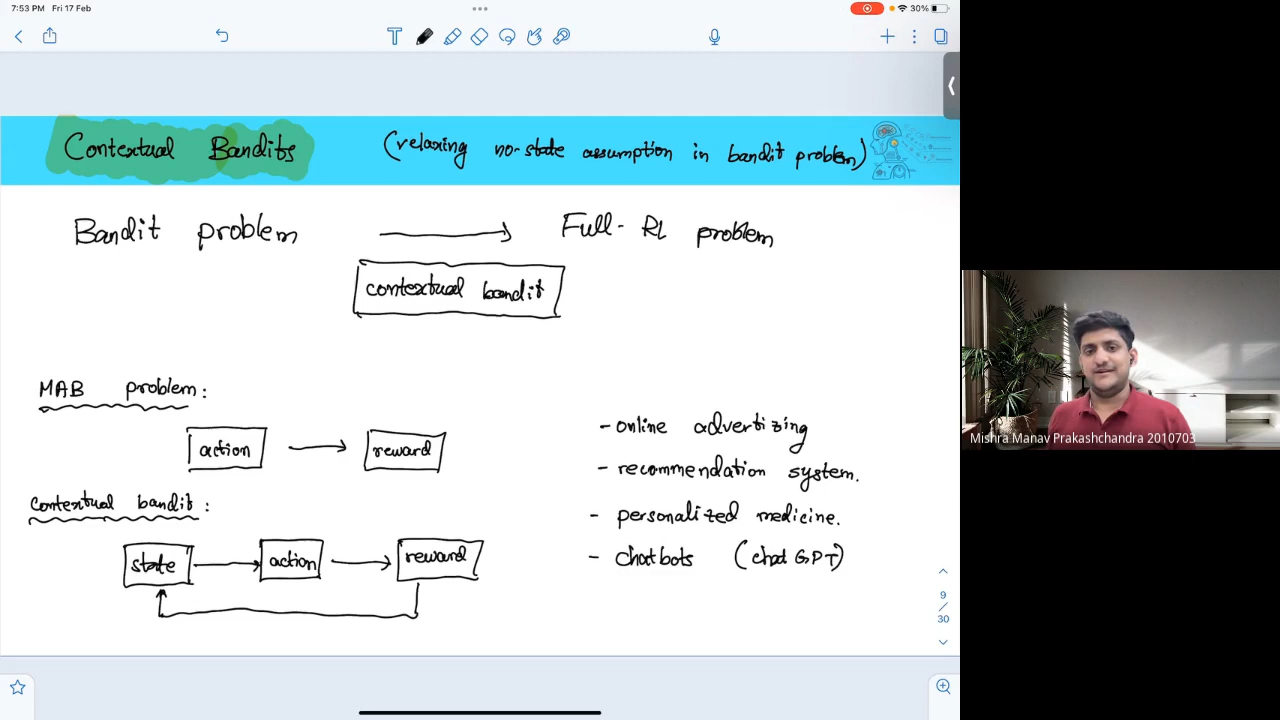 7:53 PM Fri 17 Feb
30%
Contextual Bandits (relaxing no-state assumption in bandit problem)
Bandit problem → Full-RL problem
contextual bandit
MAB problem:
action → reward
contextual bandit:
state → action → reward
- online advertizing
- recommendation system.
- personalized medicine.
- chatbots (chat GPT)
9
/
30
Mishra Manav Prakashchandra 2010703